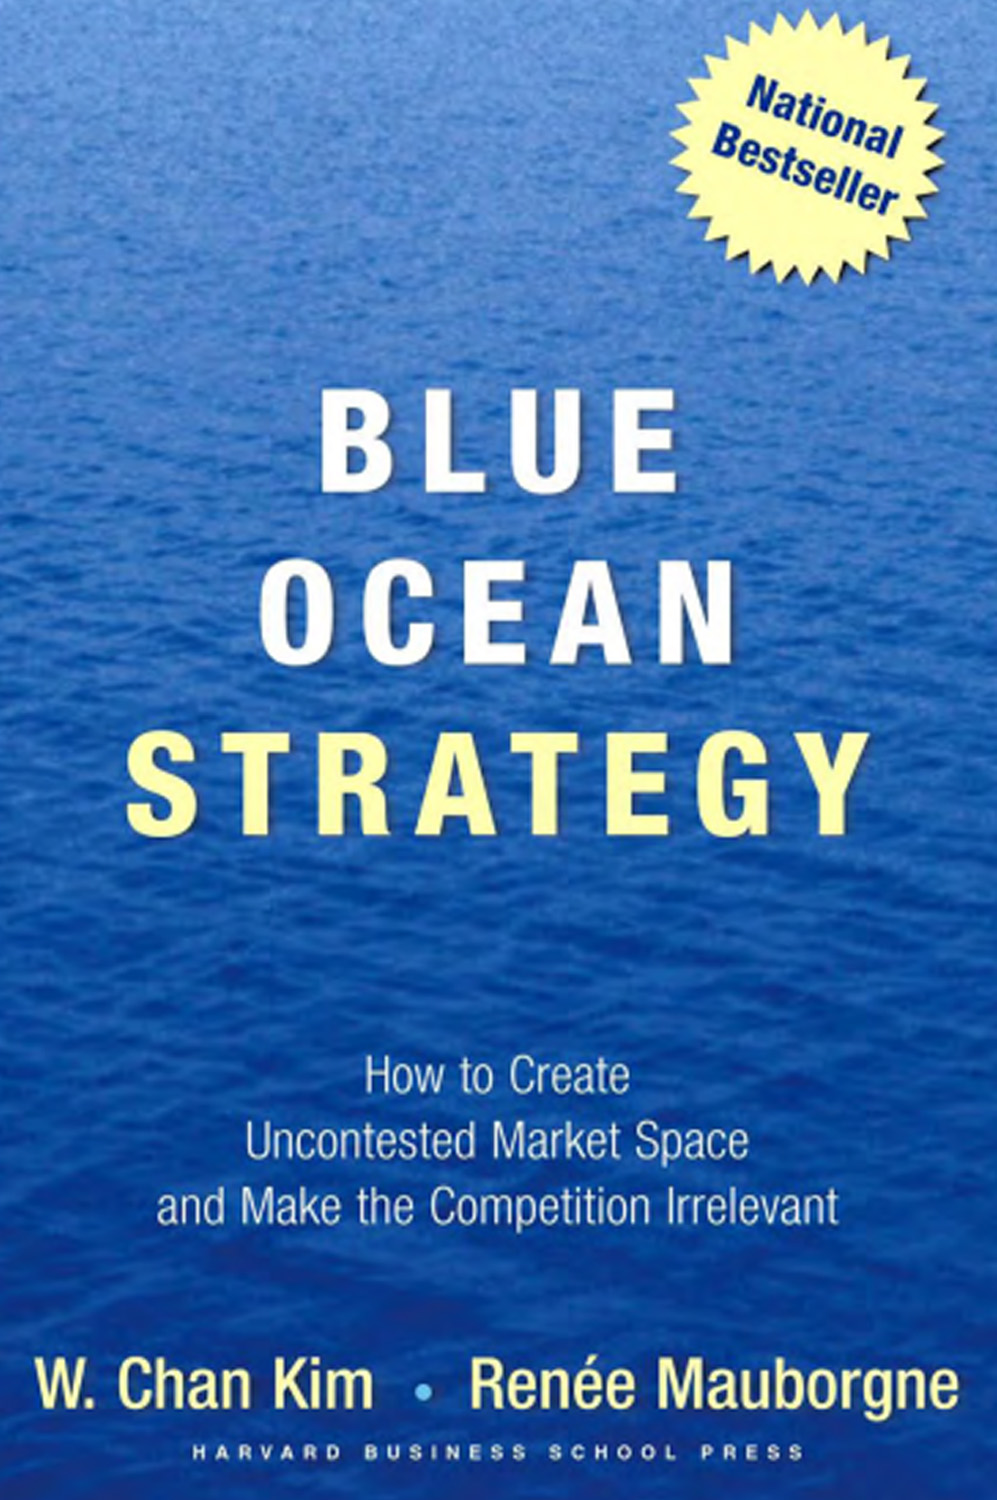 National
Bestseller
BLUE
OCEAN
STRATEGY
How to Create
Uncontested Market Space
and Make the Competition Irrelevant
W. Chan Kim • Renée Mauborgne
HARVARD BUSINESS SCHOOL PRESS